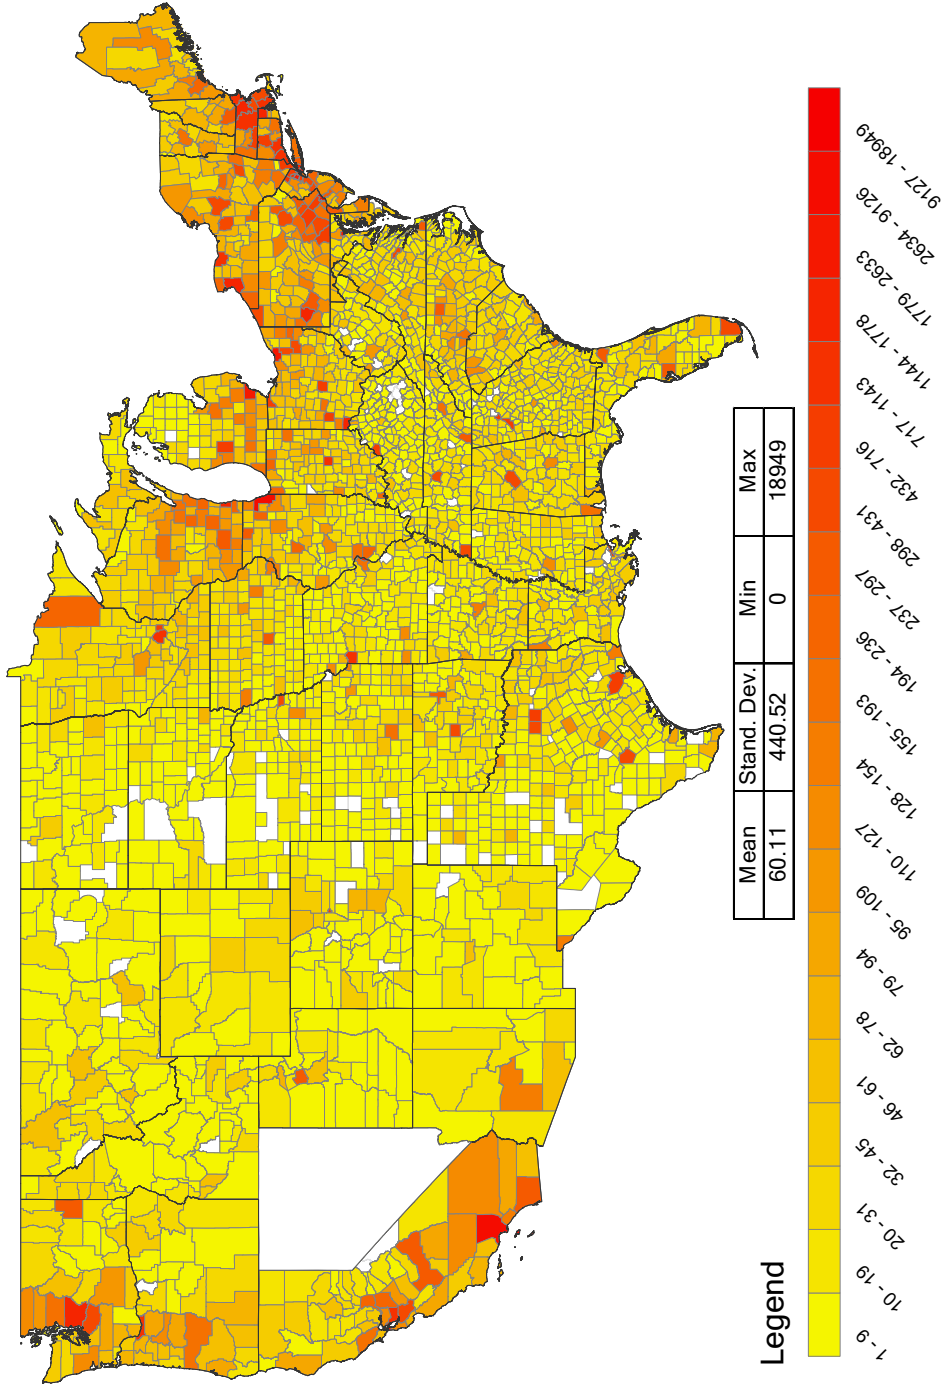 Mean Stand. Dev. Min Max
60.11 440.52 0 18949
Legend
1 - 9
10 - 19
20 - 31
32 - 45
46 - 61
62 - 78
79 - 94
95 - 109
110 - 127
128 - 154
155 - 193
194 - 236
237 - 297
298 - 431
432 - 716
717 - 1143
1144 - 1778
1779 - 2633
2634 - 9126
9127 - 18949